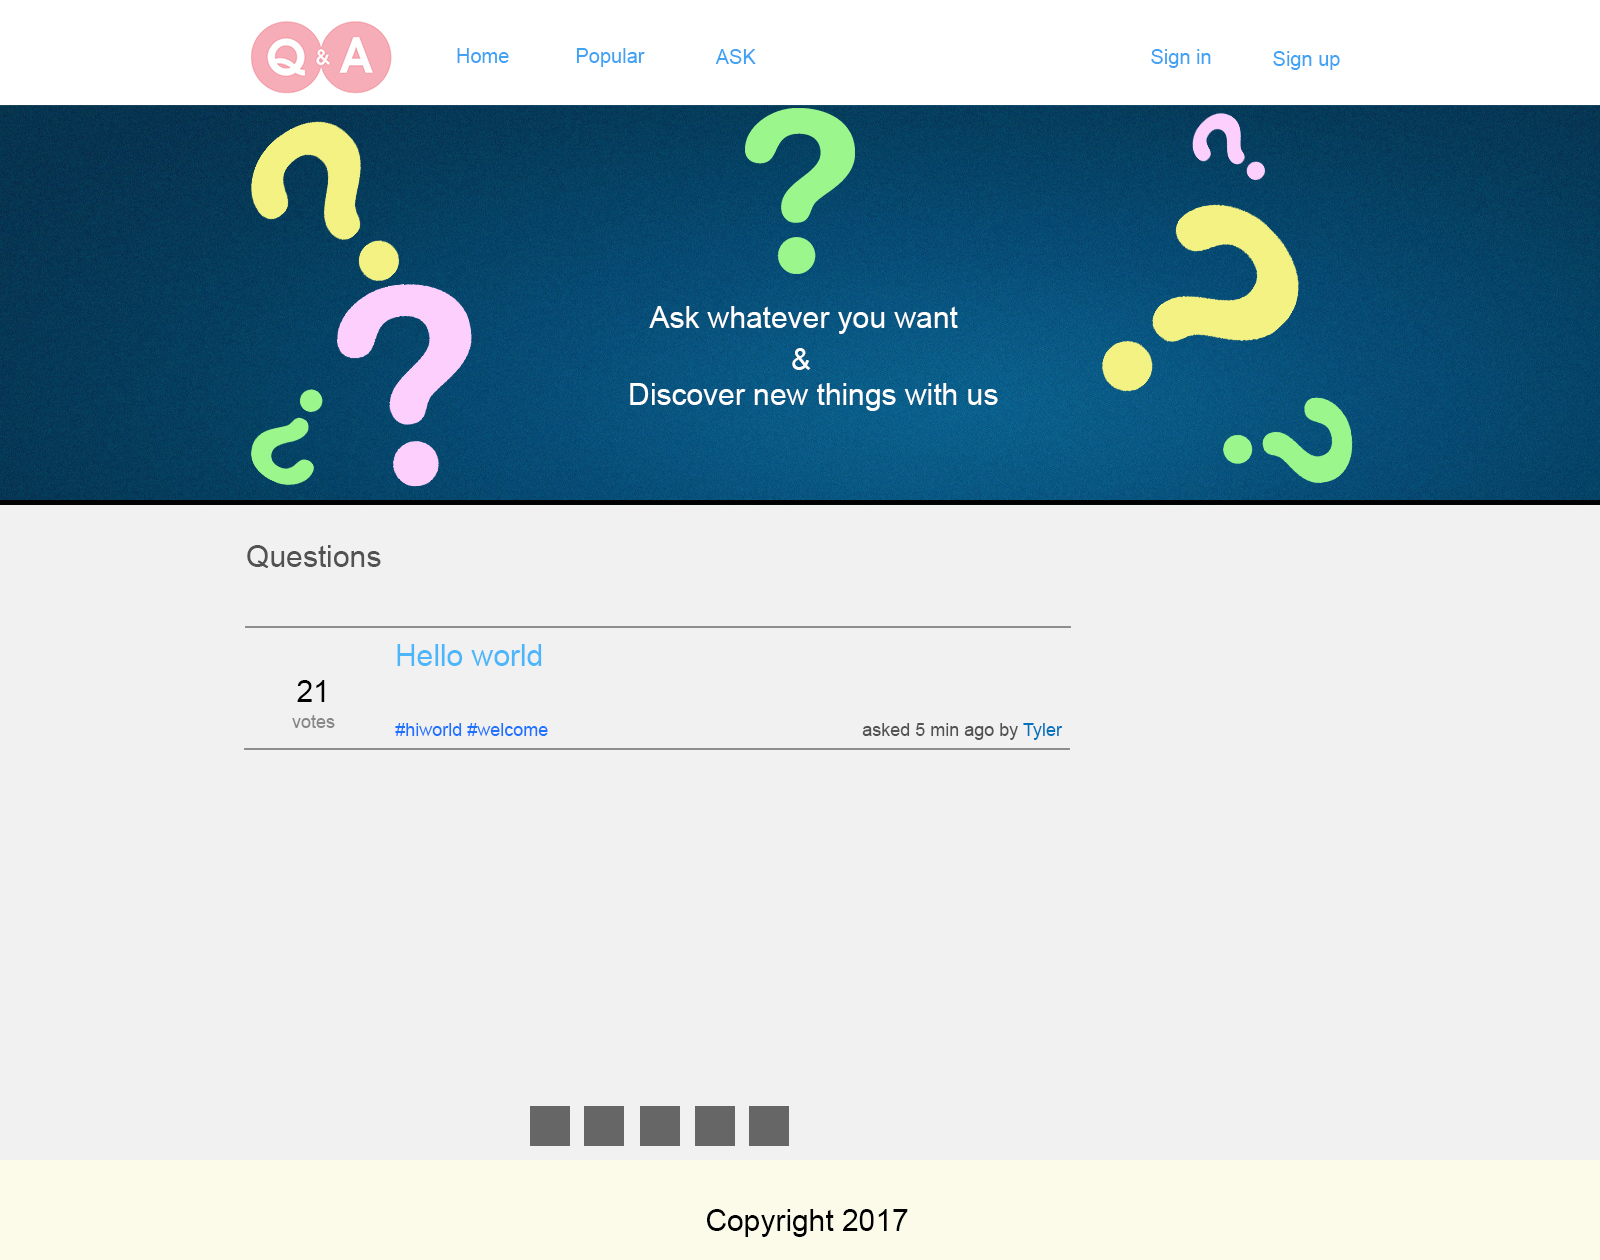 Q & A
Home Popular ASK Sign in Sign up
?
?
?
?
?
?
?
?
Ask whatever you want
&
Discover new things with us
Questions
Hello world
21
votes
#hiworld #welcome asked 5 min ago by Tyler
Copyright 2017